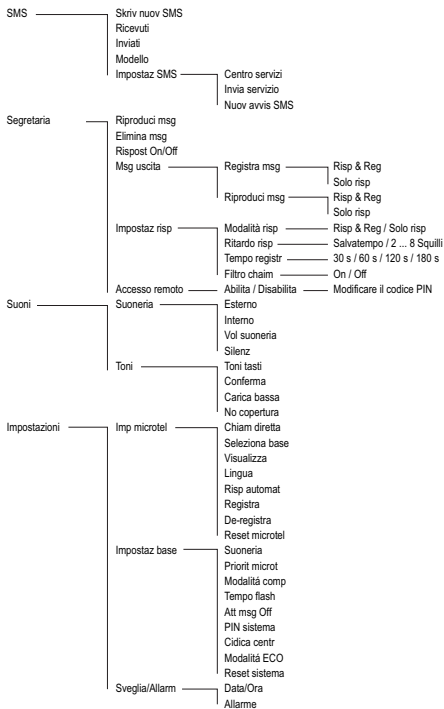 SMS Skriv nuov SMS
Ricevuti
Inviati
Modello
Impostaz SMS Centro servizi
Invia servizio
Nuov avvis SMS
Segretaria Riproduci msg
Elimina msg
Rispost On/Off
Msg uscita Registra msg Risp & Reg
Solo risp
Riproduci msg Risp & Reg
Solo risp
Impostaz risp Modalità risp Risp & Reg / Solo risp
Ritardo risp Salvatempo / 2 ... 8 Squilli
Tempo registr 30 s / 60 s / 120 s / 180 s
Filtro chaim On / Off
Accesso remoto Abilita / Disabilita Modificare il codice PIN
Suoni Suoneria Esterno
Interno
Vol suoneria
Silenz
Toni Toni tasti
Conferma
Carica bassa
No copertura
Impostazioni Imp microtel Chiam diretta
Seleziona base
Visualizza
Lingua
Risp automat
Registra
De-registra
Reset microtel
Impostaz base Suoneria
Priorit microt
Modalitá comp
Tempo flash
Att msg Off
PIN sistema
Cidica centr
Modalitá ECO
Reset sistema
Sveglia/Allarm Data/Ora
Allarme